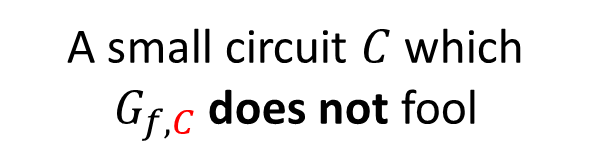 A small circuit C which
G_{f,C} does not fool